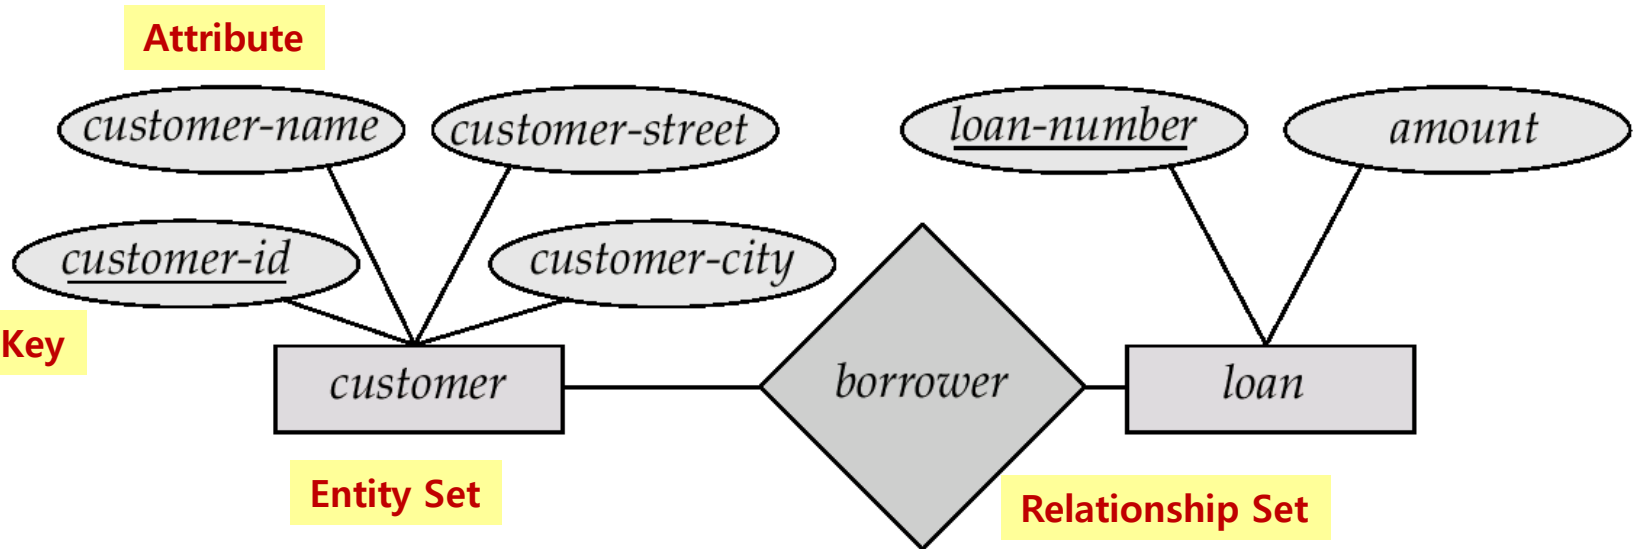 Attribute
customer-name customer-street loan-number amount
customer-id customer-city
Key
customer borrower loan
Entity Set
Relationship Set